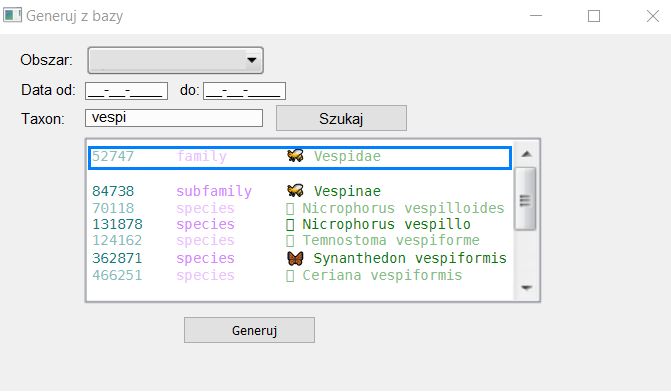 Generuj z bazy
Obszar:
Data od: __-__-____ do: __-__-____
Taxon: vespi Szukaj
52747 family Vespidae
84738 subfamily Vespinae
70118 species Nicrophorus vespilloides
131878 species Nicrophorus vespillo
124162 species Temnostoma vespiforme
362871 species Synanthedon vespiformis
466251 species Ceriana vespiformis
Generuj